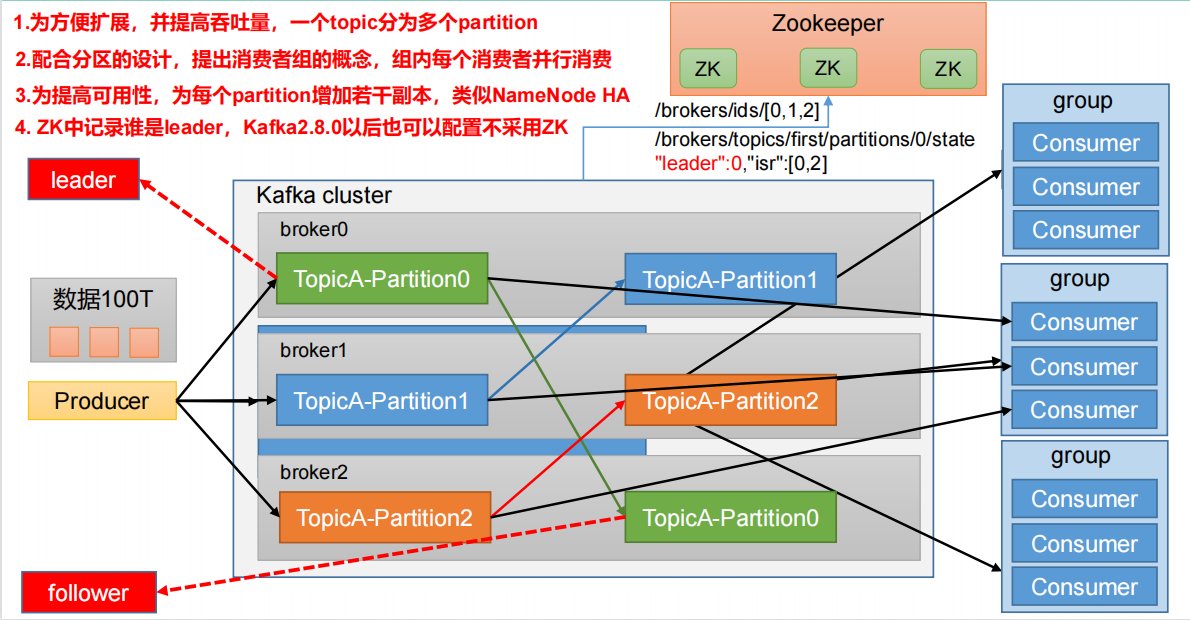 1.为方便扩展，并提高吞吐量，一个topic分为多个partition
2.配合分区的设计，提出消费者组的概念，组内每个消费者并行消费
3.为提高可用性，为每个partition增加若干副本，类似NameNode HA
4. ZK中记录谁是leader，Kafka2.8.0以后也可以配置不采用ZK
Zookeeper
ZK
ZK
ZK
/brokers/ids/[0,1,2]
/brokers/topics/first/partitions/0/state
"leader":0,"isr":[0,2]
leader
数据100T
Producer
follower
Kafka cluster
broker0
TopicA-Partition0
TopicA-Partition1
broker1
TopicA-Partition1
TopicA-Partition2
broker2
TopicA-Partition2
TopicA-Partition0
group
Consumer
Consumer
Consumer
group
Consumer
Consumer
Consumer
group
Consumer
Consumer
Consumer